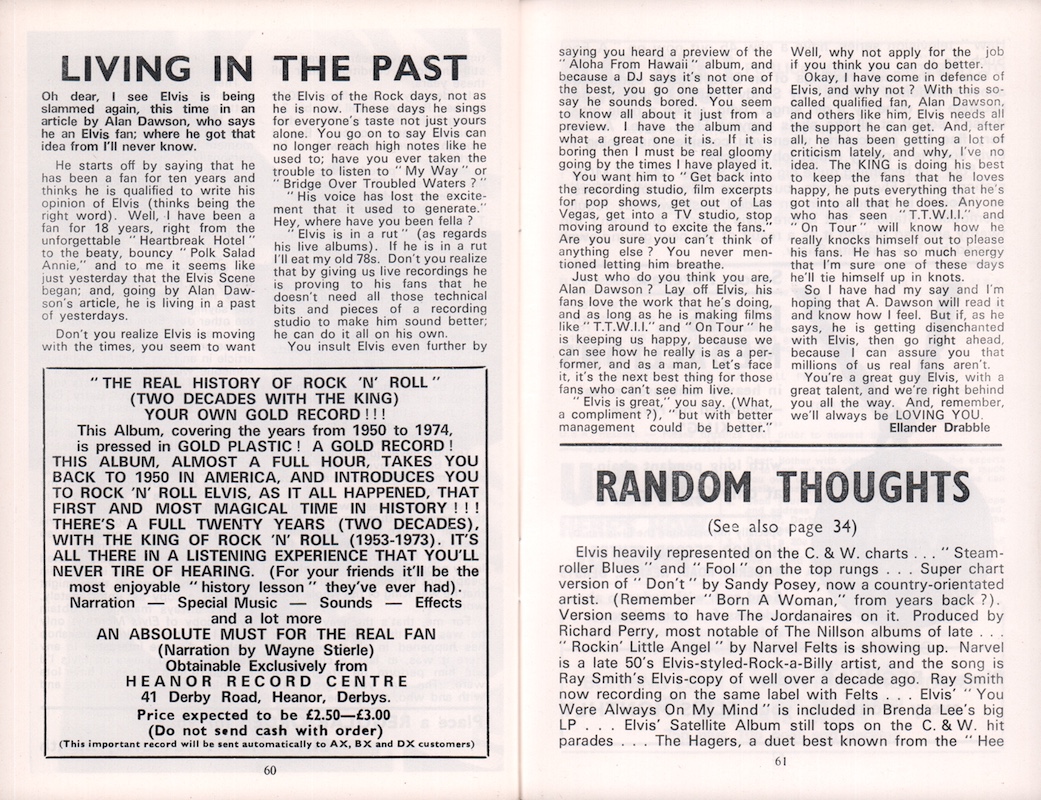 LIVING IN THE PAST
Oh dear, I see Elvis is being
slammed again, this time in an
article by Alan Dawson, who says
he an Elvis fan; where he got that
idea from I'll never know.
He starts off by saying that he
has been a fan for ten years and
thinks he is qualified to write his
opinion of Elvis (thinks being the
right word). Well, I have been a
fan for 18 years, right from the
unforgettable "Heartbreak Hotel"
to the beaty, bouncy "Polk Salad
Annie," and to me it seems like
just yesterday that the Elvis Scene
began; and, going by Alan Daw-
son's article, he is living in a past
of yesterdays.
Don't you realize Elvis is moving
with the times, you seem to want
the Elvis of the Rock days, not as
he is now. These days he sings
for everyone's taste not just yours
alone. You go on to say Elvis can
no longer reach high notes like he
used to; have you ever taken the
trouble to listen to "My Way" or
"Bridge Over Troubled Waters?"
"His voice has lost the excite-
ment that it used to generate."
Hey, where have you been fella?
"Elvis is in a rut" (as regards
his live albums). If he is in a rut
I'll eat my old 78s. Don't you realize
that by giving us live recordings he
is proving to his fans that he
doesn't need all those technical
bits and pieces of a recording
studio to make him sound better;
he can do it all on his own.
You insult Elvis even further by
"THE REAL HISTORY OF ROCK 'N' ROLL"
(TWO DECADES WITH THE KING)
YOUR OWN GOLD RECORD!!!
This Album, covering the years from 1950 to 1974,
is pressed in GOLD PLASTIC! A GOLD RECORD!
THIS ALBUM, ALMOST A FULL HOUR, TAKES YOU
BACK TO 1950 IN AMERICA, AND INTRODUCES YOU
TO ROCK 'N' ROLL ELVIS, AS IT ALL HAPPENED, THAT
FIRST AND MOST MAGICAL TIME IN HISTORY!!!
THERE'S A FULL TWENTY YEARS (TWO DECADES),
WITH THE KING OF ROCK 'N' ROLL (1953-1973). IT'S
ALL THERE IN A LISTENING EXPERIENCE THAT YOU'LL
NEVER TIRE OF HEARING. (For your friends it'll be the
most enjoyable "history lesson" they've ever had).
Narration — Special Music — Sounds — Effects
and a lot more
AN ABSOLUTE MUST FOR THE REAL FAN
(Narration by Wayne Stierle)
Obtainable Exclusively from
HEANOR RECORD CENTRE
41 Derby Road, Heanor, Derbys.
Price expected to be £2.50—£3.00
(Do not send cash with order)
(This important record will be sent automatically to AX, BX and DX customers)
60
saying you heard a preview of the
"Aloha From Hawaii" album, and
because a DJ says it's not one of
the best, you go one better and
say he sounds bored. You seem
to know all about it just from a
preview. I have the album and
what a great one it is. If it is
boring then I must be real gloomy
going by the times I have played it.
You want him to "Get back into
the recording studio, film excerpts
for pop shows, get out of Las
Vegas, get into a TV studio, stop
moving around to excite the fans."
Are you sure you can't think of
anything else? You never men-
tioned letting him breathe.
Just who do you think you are,
Alan Dawson? Lay off Elvis, his
fans love the work that he's doing,
and as long as he is making films
like "T.T.W.I.I." and "On Tour" he
is keeping us happy, because we
can see how he really is as a per-
former, and as a man, Let's face
it, it's the next best thing for those
fans who can't see him live.
"Elvis is great," you say. (What,
a compliment?), "but with better
management could be better."
Well, why not apply for the job
if you think you can do better.
Okay, I have come in defence of
Elvis, and why not? With this so-
called qualified fan, Alan Dawson,
and others like him, Elvis needs all
the support he can get. And, after
all, he has been getting a lot of
criticism lately, and why, I've no
idea. The KING is doing his best
to keep the fans that he loves
happy, he puts everything that he's
got into all that he does. Anyone
who has seen "T.T.W.I.I." and
"On Tour" will know how he
really knocks himself out to please
his fans. He has so much energy
that I'm sure one of these days
he'll tie himself up in knots.
So I have had my say and I'm
hoping that A. Dawson will read it
and know how I feel. But if, as he
says, he is getting disenchanted
with Elvis, then go right ahead,
because I can assure you that
millions of us real fans aren't.
You're a great guy Elvis, with a
great talent, and we're right behind
you all the way. And, remember,
we'll always be LOVING YOU.
Ellander Drabble
RANDOM THOUGHTS
(See also page 34)
Elvis heavily represented on the C. & W. charts . . . "Steam-
roller Blues" and "Fool" on the top rungs . . . Super chart
version of "Don't" by Sandy Posey, now a country-orientated
artist. (Remember "Born A Woman," from years back?).
Version seems to have The Jordanaires on it. Produced by
Richard Perry, most notable of The Nillson albums of late . . .
"Rockin' Little Angel" by Narvel Felts is showing up. Narvel
is a late 50's Elvis-styled-Rock-a-Billy artist, and the song is
Ray Smith's Elvis-copy of well over a decade ago. Ray Smith
now recording on the same label with Felts . . . Elvis' "You
Were Always On My Mind" is included in Brenda Lee's big
LP . . . Elvis' Satellite Album still tops on the C. & W. hit
parades . . . The Hagers, a duet best known from the "Hee
61